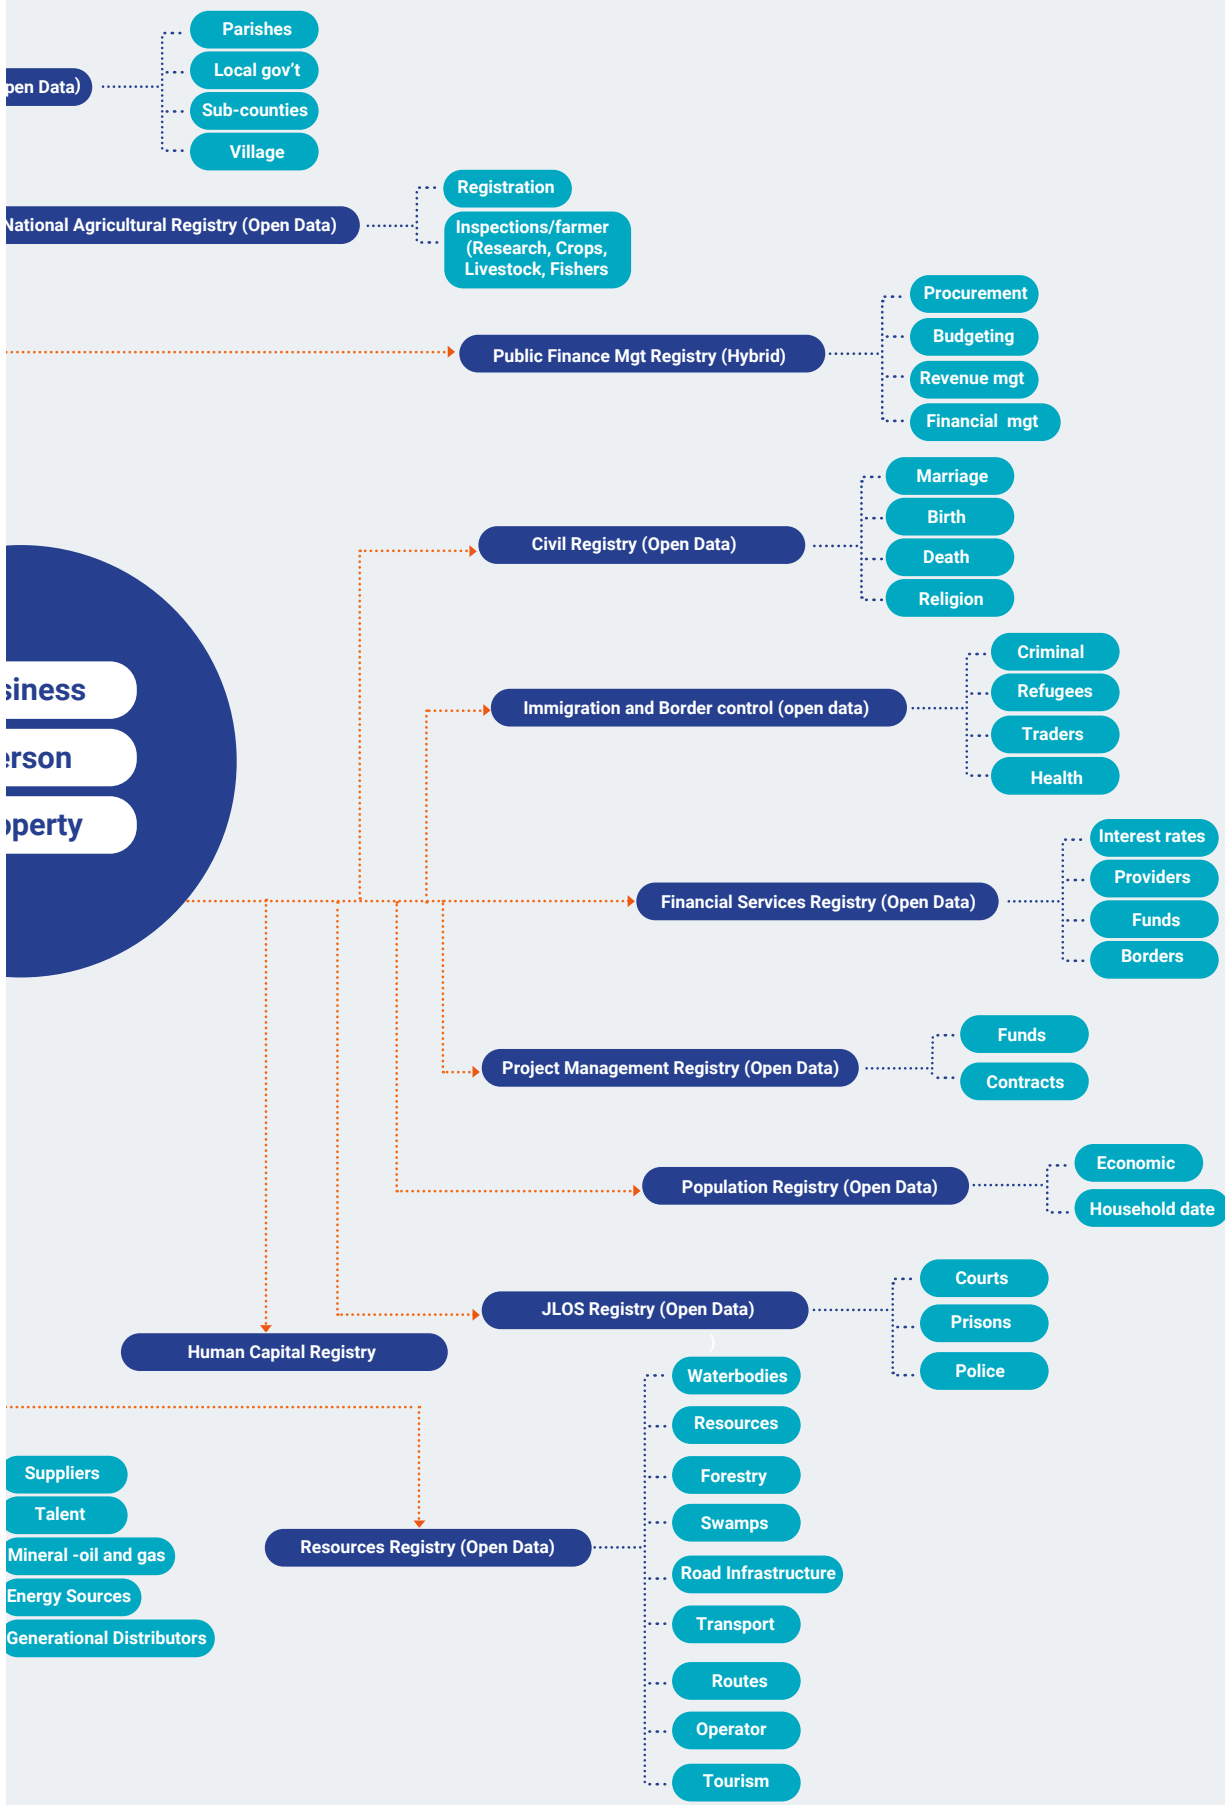 Parishes
Local gov't
Sub-counties
Village
pen Data)
Registration
National Agricultural Registry (Open Data)
Inspections/farmer
(Research, Crops,
Livestock, Fishers
Public Finance Mgt Registry (Hybrid)
Procurement
Budgeting
Revenue mgt
Financial mgt
Civil Registry (Open Data)
Marriage
Birth
Death
Religion
siness
erson
operty
Immigration and Border control (open data)
Criminal
Refugees
Traders
Health
Financial Services Registry (Open Data)
Interest rates
Providers
Funds
Borders
Project Management Registry (Open Data)
Funds
Contracts
Population Registry (Open Data)
Economic
Household date
JLOS Registry (Open Data)
)
Courts
Prisons
Police
Human Capital Registry
Suppliers
Talent
Mineral -oil and gas
Energy Sources
Generational Distributors
Resources Registry (Open Data)
Waterbodies
Resources
Forestry
Swamps
Road Infrastructure
Transport
Routes
Operator
Tourism